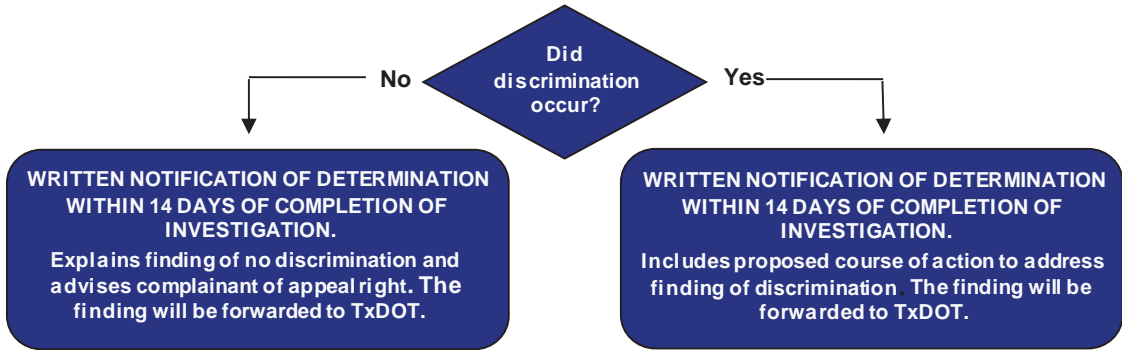 Did
discrimination
occur?
No
Yes
WRITTEN NOTIFICATION OF DETERMINATION
WITHIN 14 DAYS OF COMPLETION OF
INVESTIGATION.
Explains finding of no discrimination and
advises complainant of appeal right. The
finding will be forwarded to TxDOT.
WRITTEN NOTIFICATION OF DETERMINATION
WITHIN 14 DAYS OF COMPLETION OF
INVESTIGATION.
Includes proposed course of action to address
finding of discrimination. The finding will be
forwarded to TxDOT.